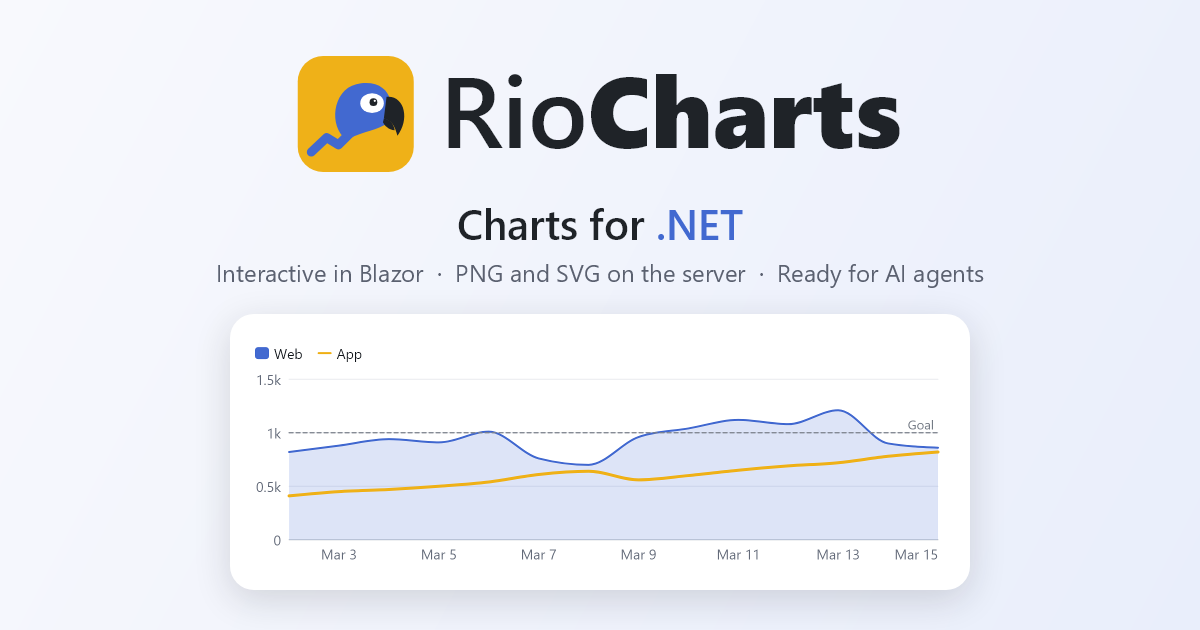 RioCharts
Charts for .NET
Interactive in Blazor · PNG and SVG on the server · Ready for AI agents
Web App
1.5k
Goal
1k
0.5k
0
Mar 3 Mar 5 Mar 7 Mar 9 Mar 11 Mar 13 Mar 15